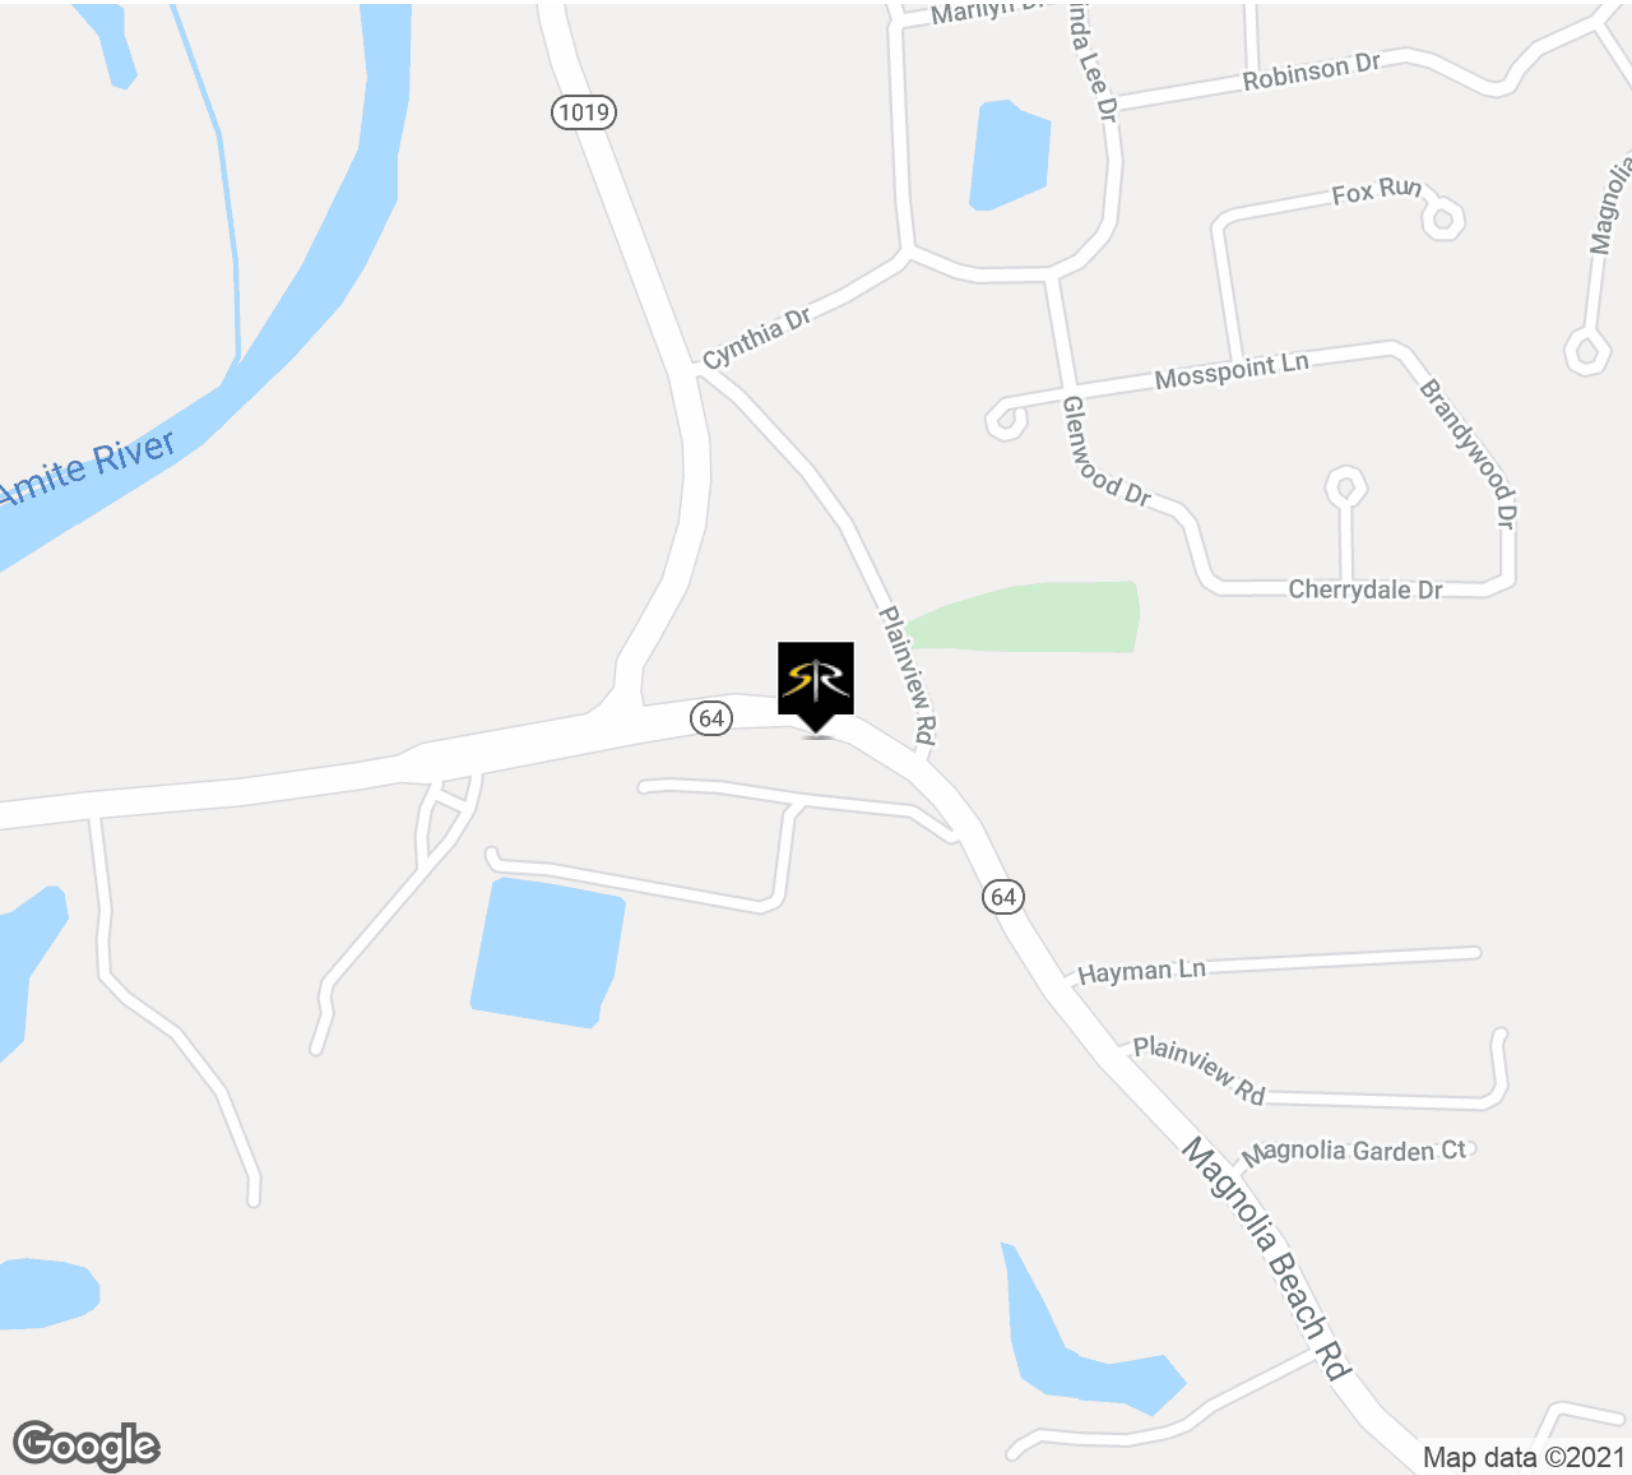 Marilyn Dr
nda Lee Dr
Robinson Dr
1019
Fox Run
Magnolia
Cynthia Dr
Mosspoint Ln
Brandywood Dr
Glenwood Dr
Amite River
Cherrydale Dr
Plainview Rd
SR
64
64
Hayman Ln
Plainview Rd
Magnolia Garden Ct
Magnolia Beach Rd
Google
Map data ©2021